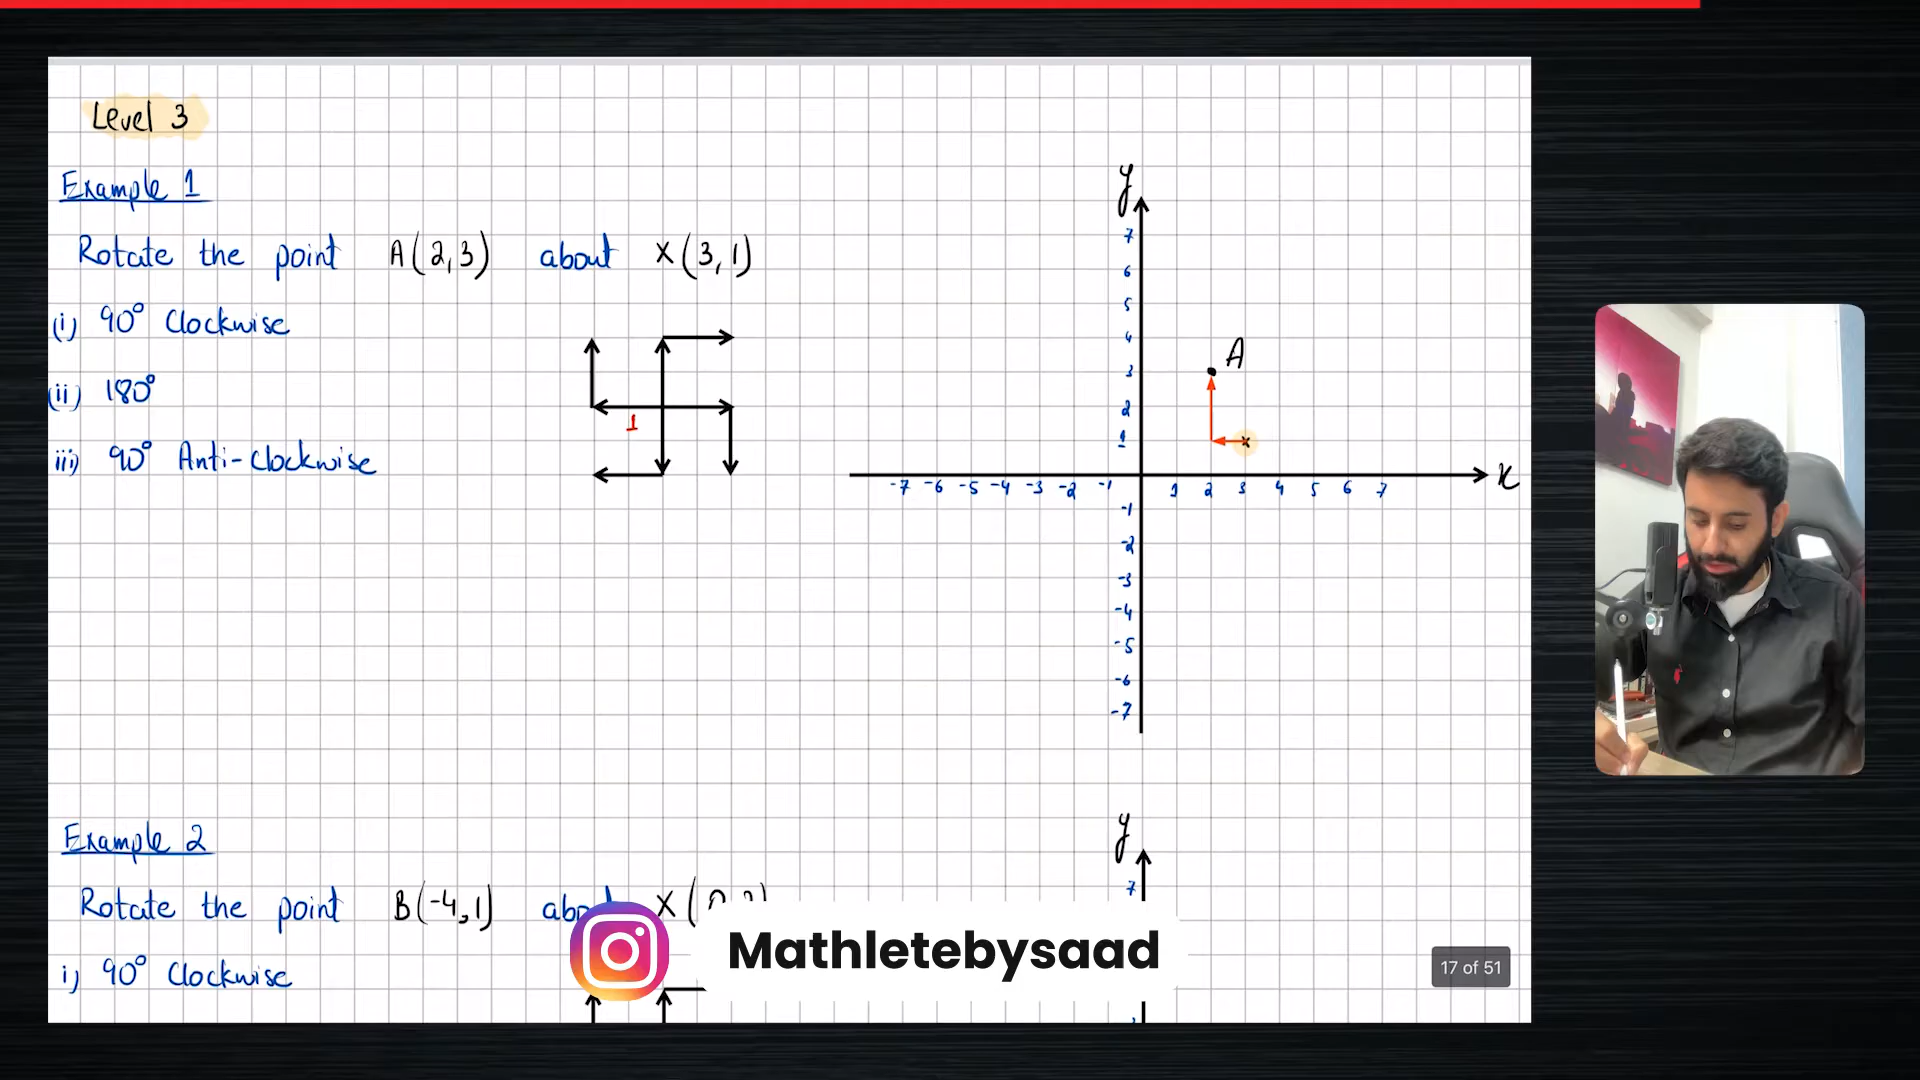 Level 3
Example 1
Rotate the point A(2,3) about X(3,1)
(i) 90° Clockwise
(ii) 180°
iii) 90° Anti-clockwise
1
y
7
6
5
4
3
2
1
A
x
-7 -6 -5 -4 -3 -2 -1 1 2 3 4 5 6 7
x
-1
-2
-3
-4
-5
-6
-7
Example 2
Rotate the point B(-4,1) X(
i) 90° Clockwise
y
7
Mathletebysaad
17 of 51